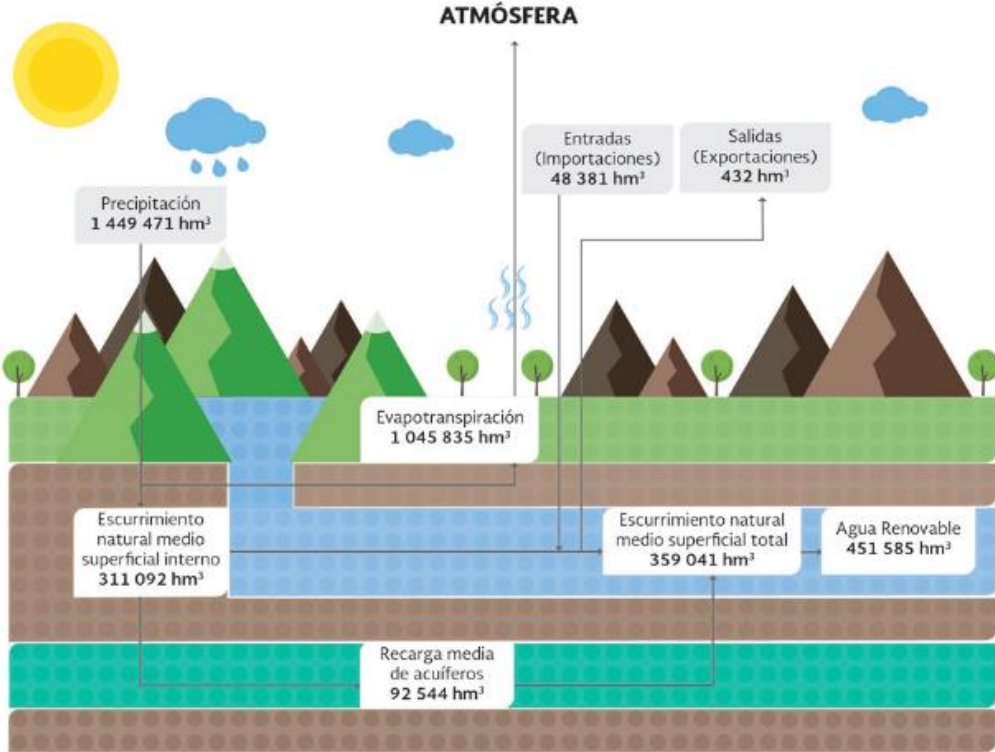 ATMÓSFERA
Entradas
(Importaciones)
48 381 hm³
Salidas
(Exportaciones)
432 hm³
Precipitación
1 449 471 hm³
Evapotranspiración
1 045 835 hm³
Escurrimiento
natural medio
superficial interno
311 092 hm³
Escurrimiento natural
medio superficial total
359 041 hm³
Agua Renovable
451 585 hm³
Recarga media
de acuíferos
92 544 hm³